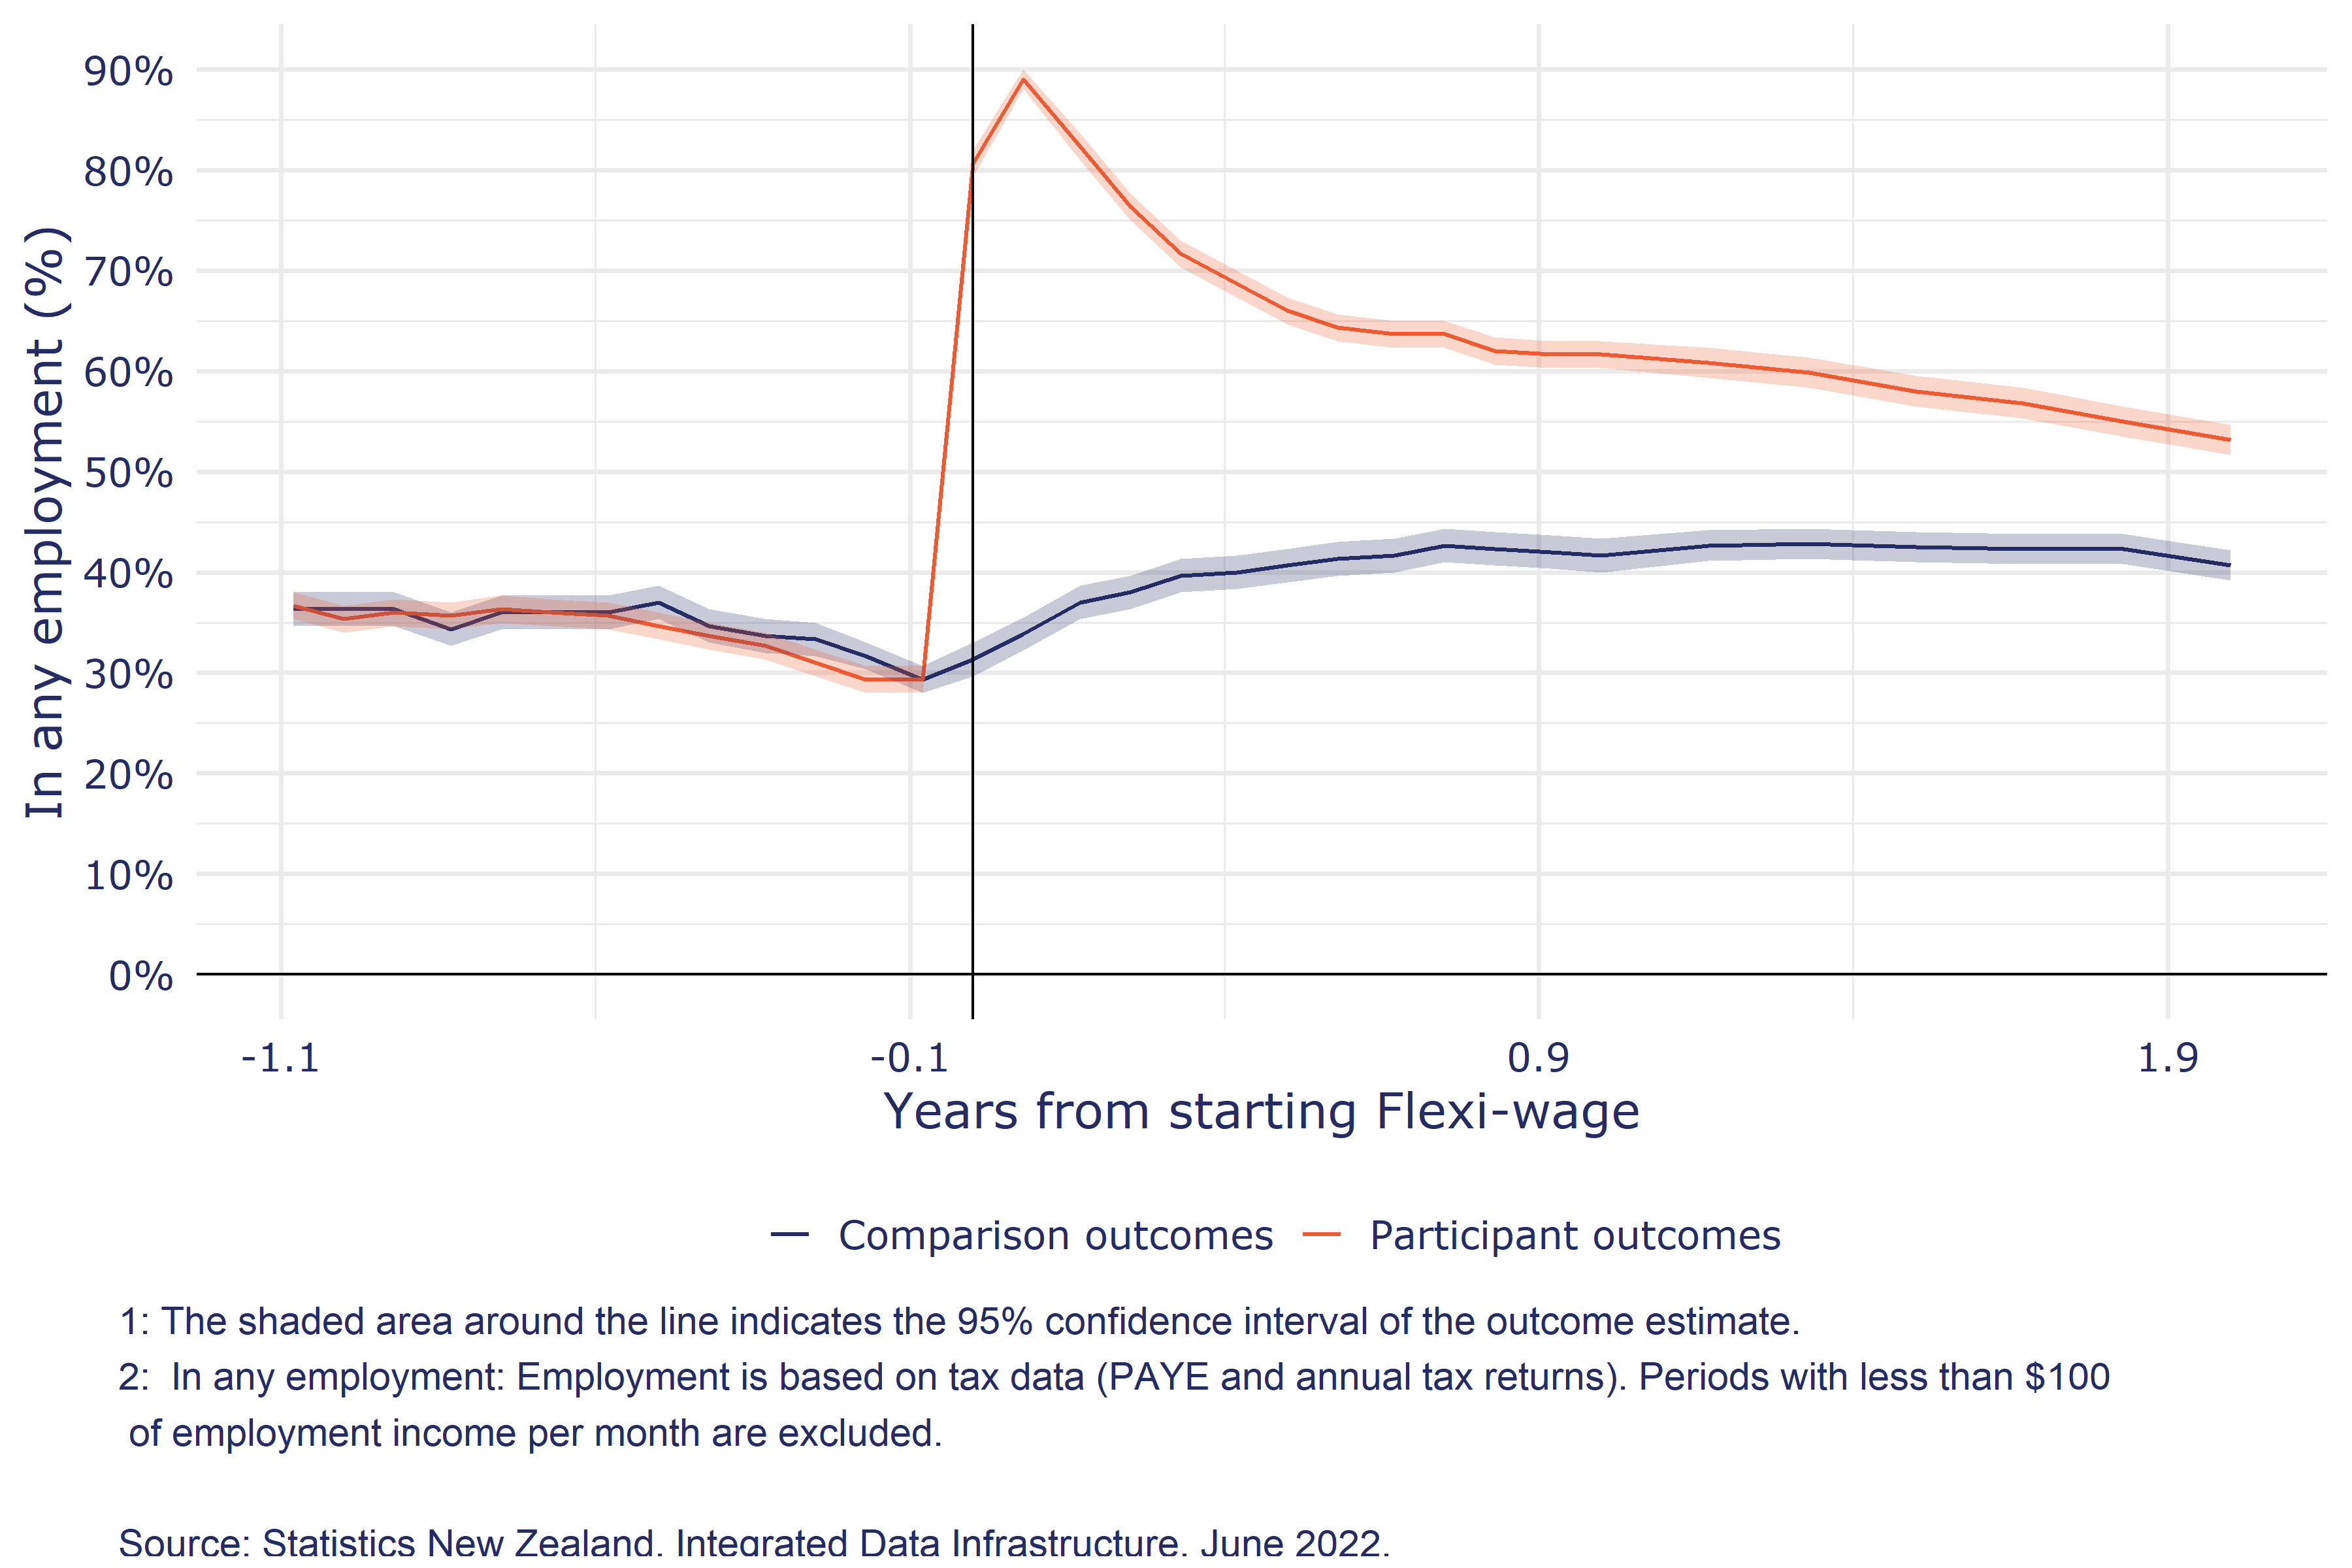 In any employment (%)
90%
80%
70%
60%
50%
40%
30%
20%
10%
0%
-1.1 -0.1 0.9 1.9
Years from starting Flexi-wage
Comparison outcomes Participant outcomes
1: The shaded area around the line indicates the 95% confidence interval of the outcome estimate.
2:  In any employment: Employment is based on tax data (PAYE and annual tax returns). Periods with less than $100
of employment income per month are excluded.
Source: Statistics New Zealand, Integrated Data Infrastructure, June 2022.